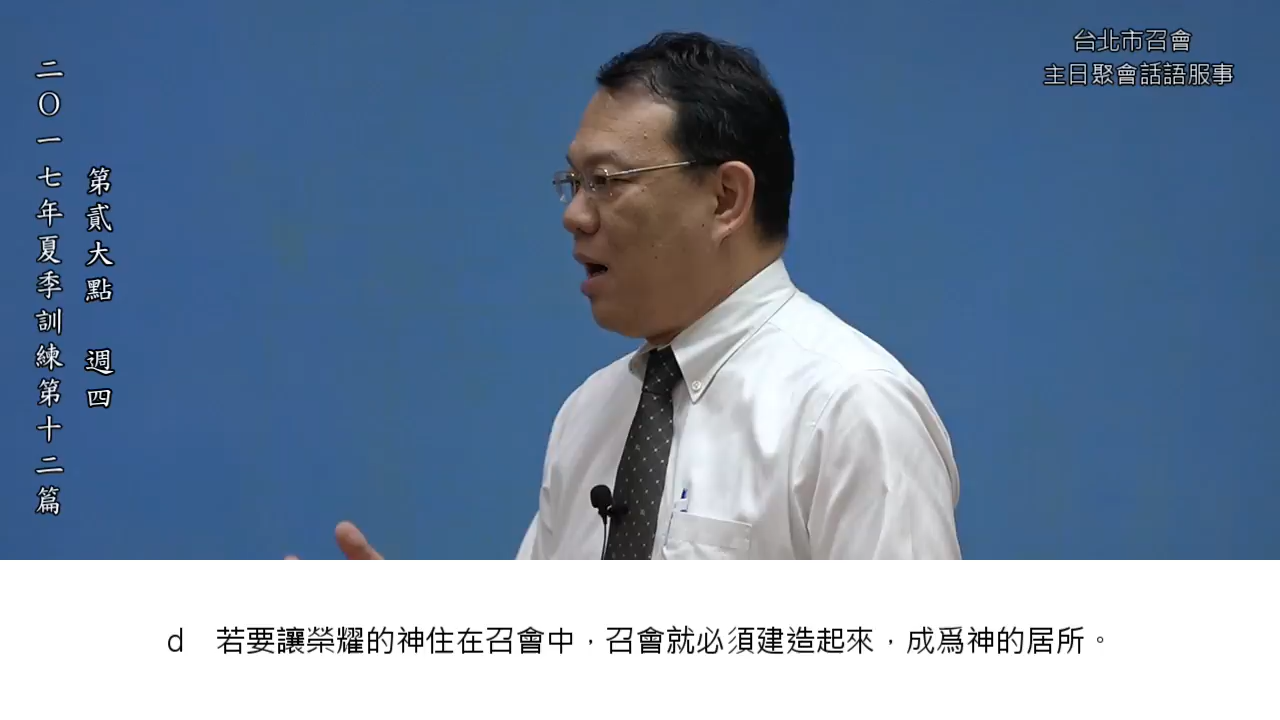 台北市召會
主日聚會話語服事
二〇一七年夏季訓練第十二篇
第貳大點 週四
d 若要讓榮耀的神住在召會中，召會就必須建造起來，成爲神的居所。